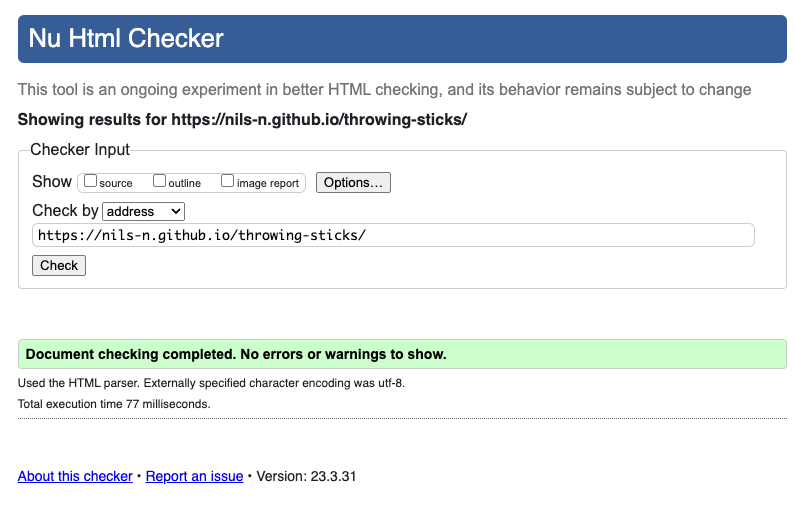 Nu Html Checker
This tool is an ongoing experiment in better HTML checking, and its behavior remains subject to change
Showing results for https://nils-n.github.io/throwing-sticks/
Checker Input
Show source outline image report Options...
Check by address
https://nils-n.github.io/throwing-sticks/
Check
Document checking completed. No errors or warnings to show.
Used the HTML parser. Externally specified character encoding was utf-8.
Total execution time 77 milliseconds.
About this checker • Report an issue • Version: 23.3.31